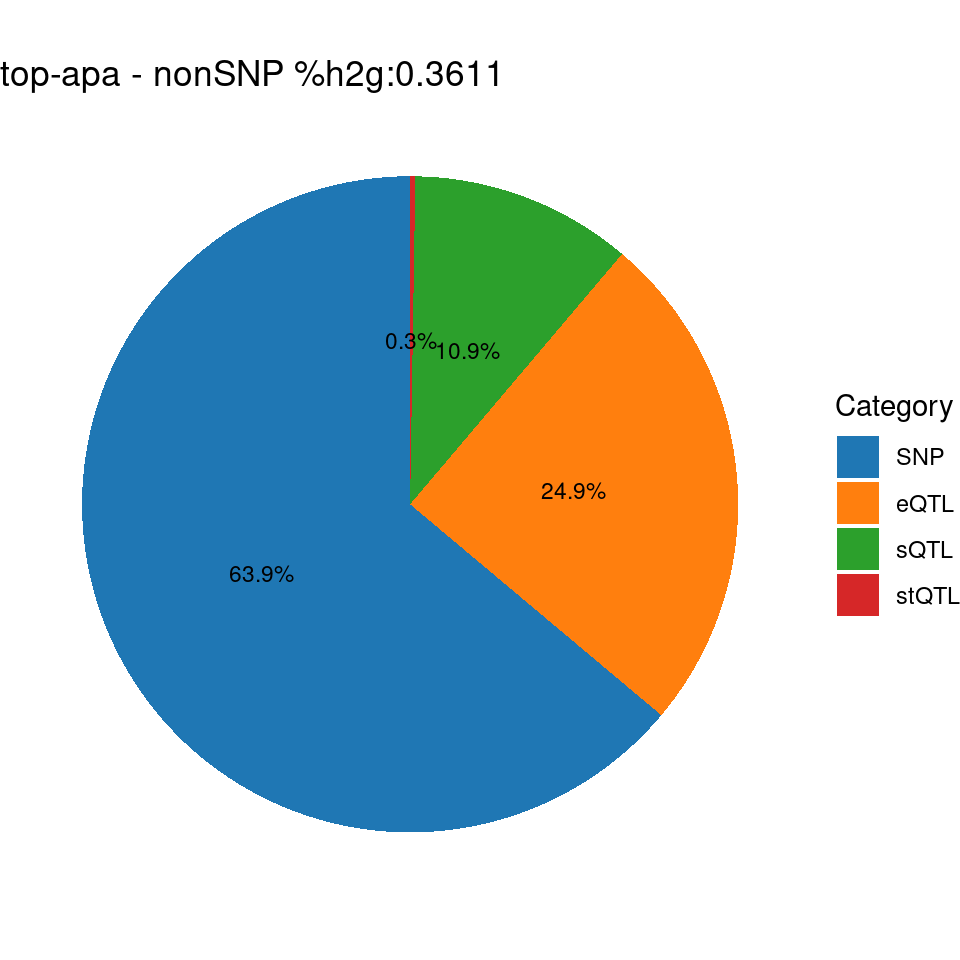 top-apa - nonSNP %h2g:0.3611
0.3%
10.9%
24.9%
63.9%
Category
SNP
eQTL
sQTL
stQTL